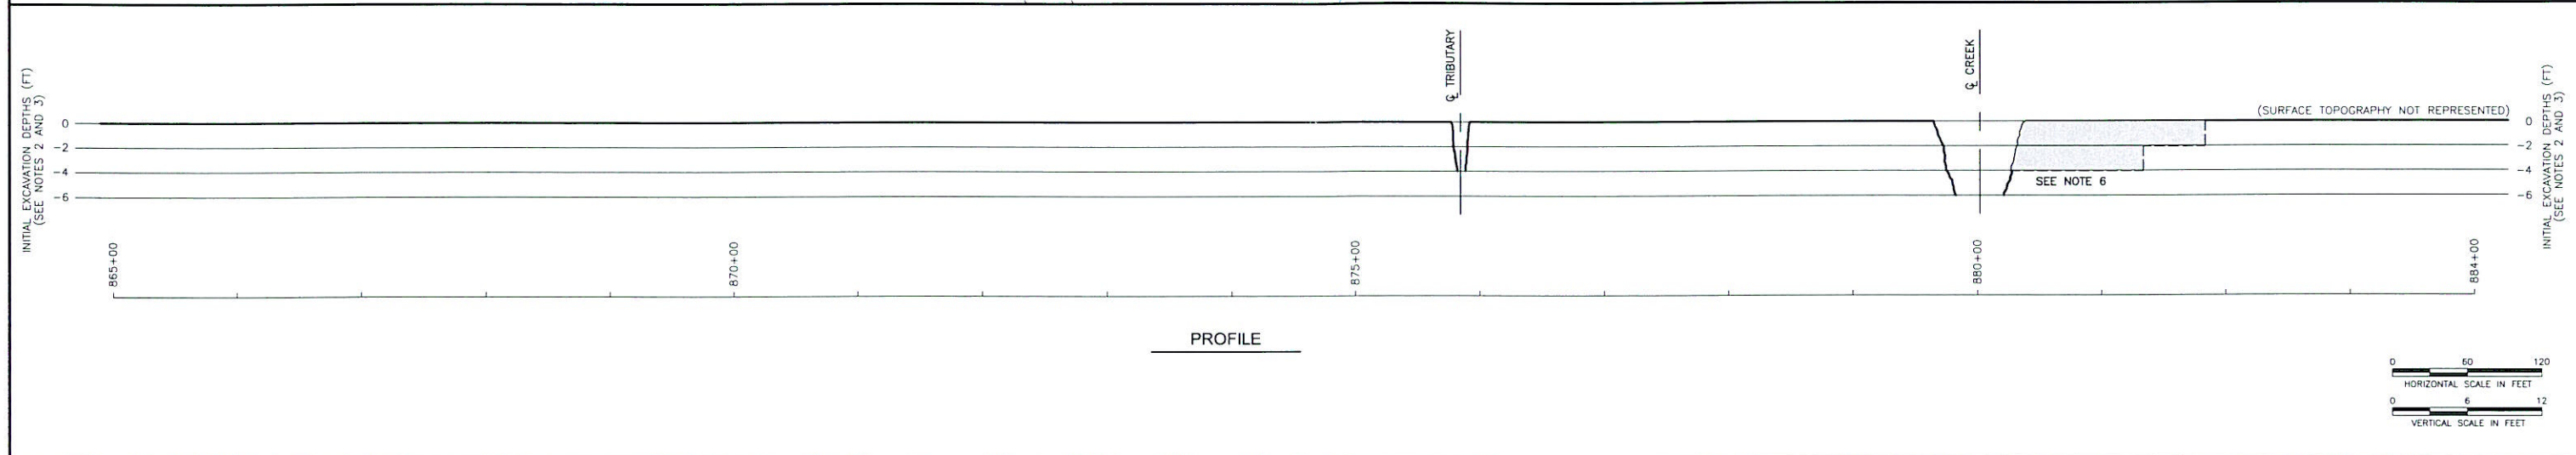 INITIAL EXCAVATION DEPTHS (FT)
(SEE NOTES 2 AND 3)
0
-2
-4
-6
℄ TRIBUTARY
℄ CREEK
(SURFACE TOPOGRAPHY NOT REPRESENTED)
SEE NOTE 6
0
-2
-4
-6
INITIAL EXCAVATION DEPTHS (FT)
(SEE NOTES 2 AND 3)
865+00
870+00
875+00
880+00
884+00
PROFILE
0 60 120
HORIZONTAL SCALE IN FEET
0 6 12
VERTICAL SCALE IN FEET